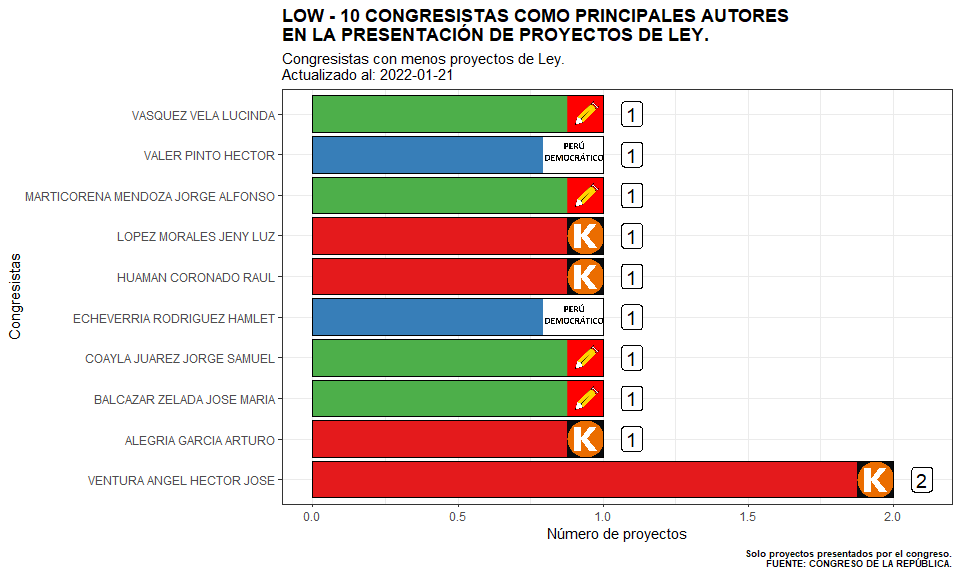 LOW - 10 CONGRESISTAS COMO PRINCIPALES AUTORES
EN LA PRESENTACIÓN DE PROYECTOS DE LEY.
Congresistas con menos proyectos de Ley.
Actualizado al: 2022-01-21
Congresistas
VASQUEZ VELA LUCINDA 1
VALER PINTO HECTOR PERÚ DEMOCRÁTICO 1
MARTICORENA MENDOZA JORGE ALFONSO 1
LOPEZ MORALES JENY LUZ K 1
HUAMAN CORONADO RAUL K 1
ECHEVERRIA RODRIGUEZ HAMLET PERÚ DEMOCRÁTICO 1
COAYLA JUAREZ JORGE SAMUEL 1
BALCAZAR ZELADA JOSE MARIA 1
ALEGRIA GARCIA ARTURO K 1
VENTURA ANGEL HECTOR JOSE K 2
0.0 0.5 1.0 1.5 2.0
Número de proyectos
Solo proyectos presentados por el congreso.
FUENTE: CONGRESO DE LA REPÚBLICA.